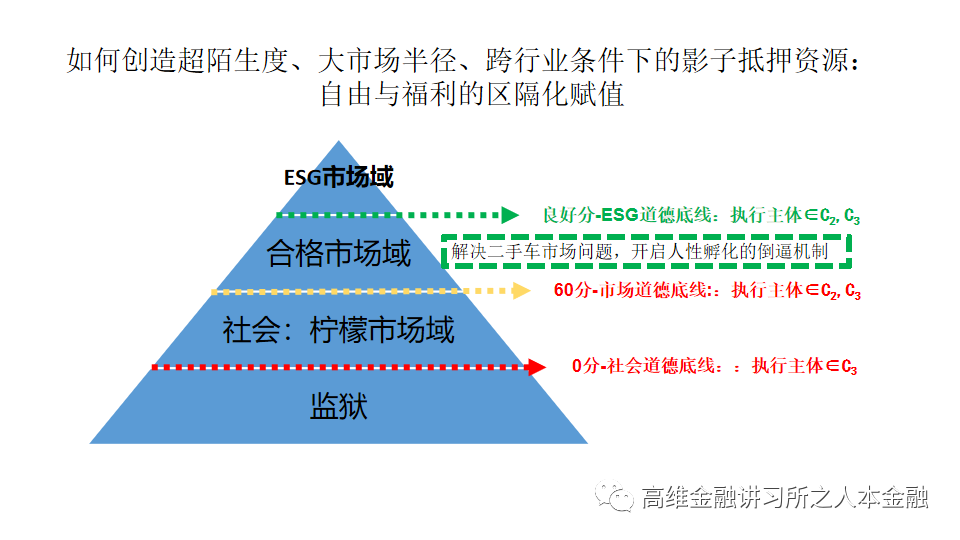 如何创造超陌生度、大市场半径、跨行业条件下的影子抵押资源：
自由与福利的区隔化赋值
ESG市场域
良好分-ESG道德底线：执行主体∈C2,C3
合格市场域
解决二手车市场问题，开启人性孵化的倒逼机制
60分-市场道德底线:：执行主体∈C2,C3
社会：柠檬市场域
0分-社会道德底线：：执行主体∈C3
监狱
高维金融讲习所之人本金融